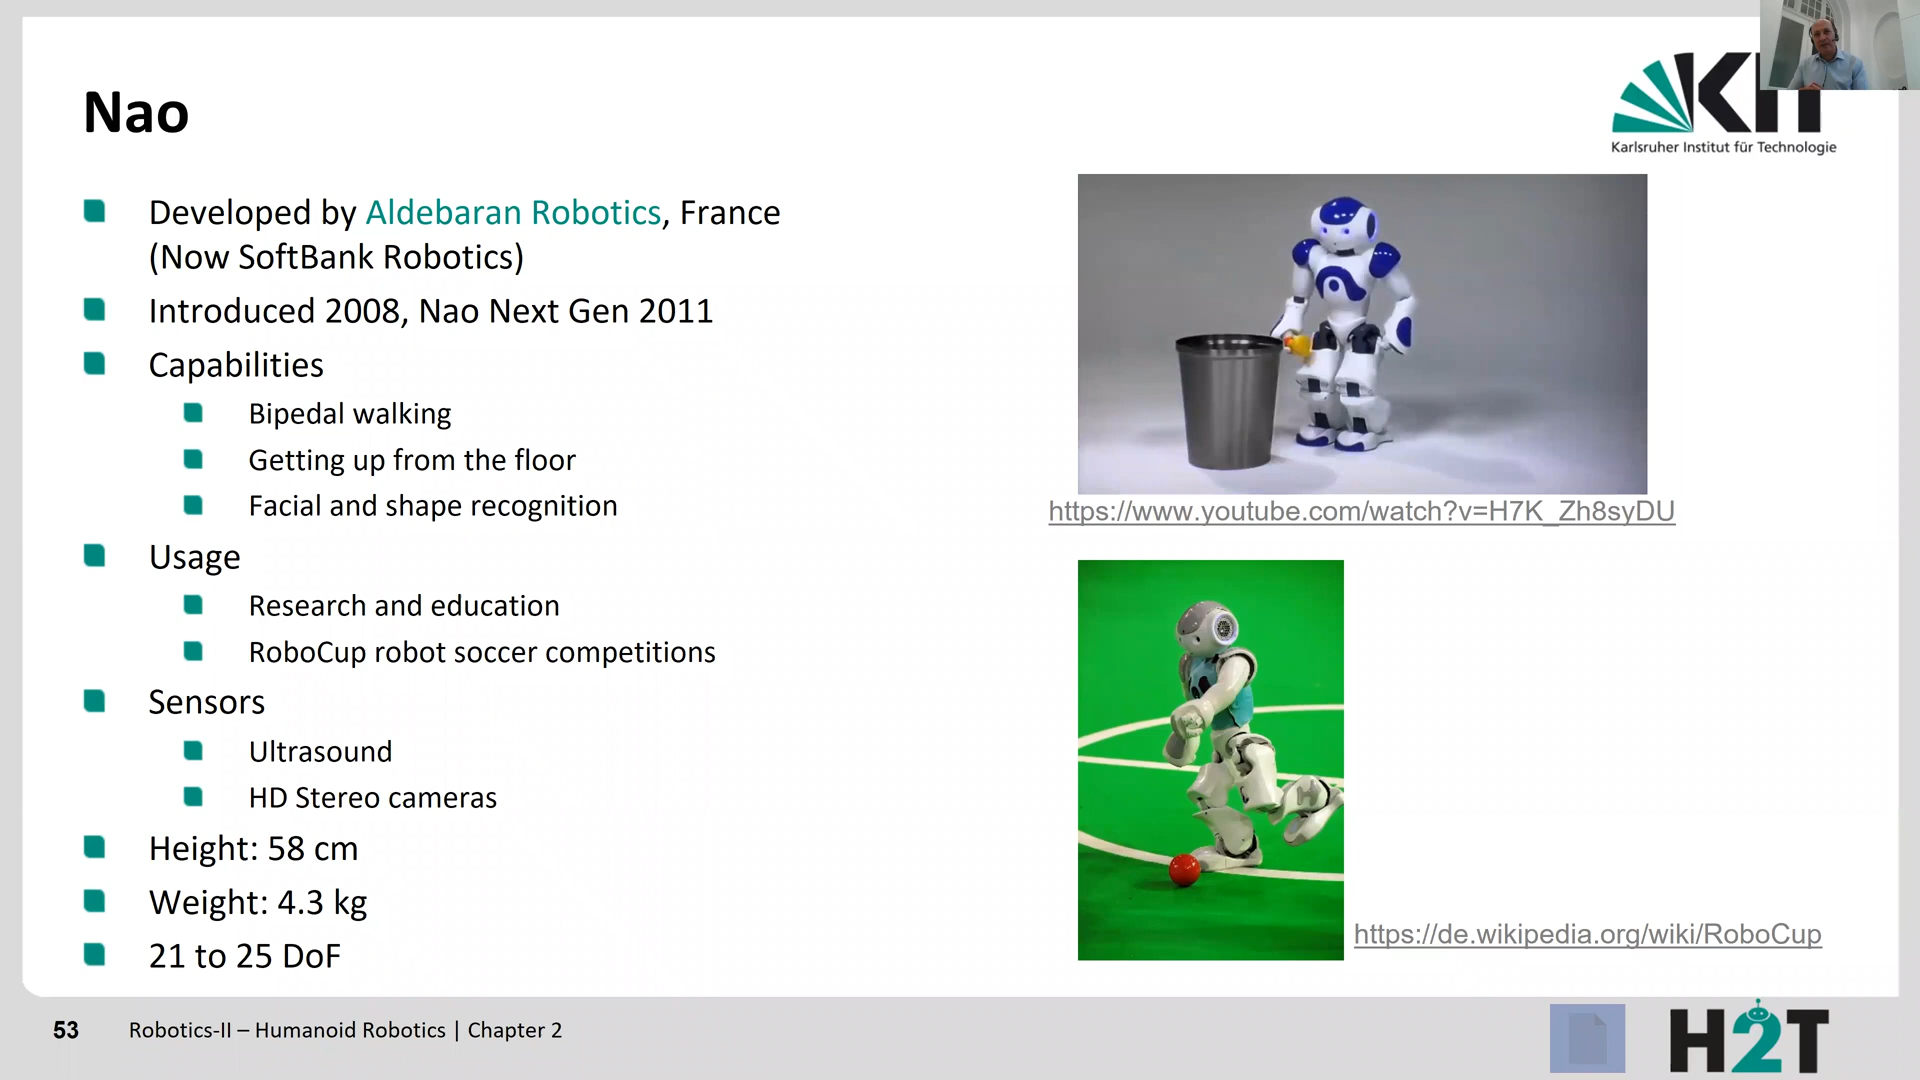 Nao
KIT
Karlsruher Institut für Technologie
Developed by Aldebaran Robotics, France
(Now SoftBank Robotics)
Introduced 2008, Nao Next Gen 2011
Capabilities
Bipedal walking
Getting up from the floor
Facial and shape recognition
Usage
Research and education
RoboCup robot soccer competitions
Sensors
Ultrasound
HD Stereo cameras
Height: 58 cm
Weight: 4.3 kg
21 to 25 DoF
https://www.youtube.com/watch?v=H7K_Zh8syDU
https://de.wikipedia.org/wiki/RoboCup
53 Robotics-II – Humanoid Robotics | Chapter 2
H2T